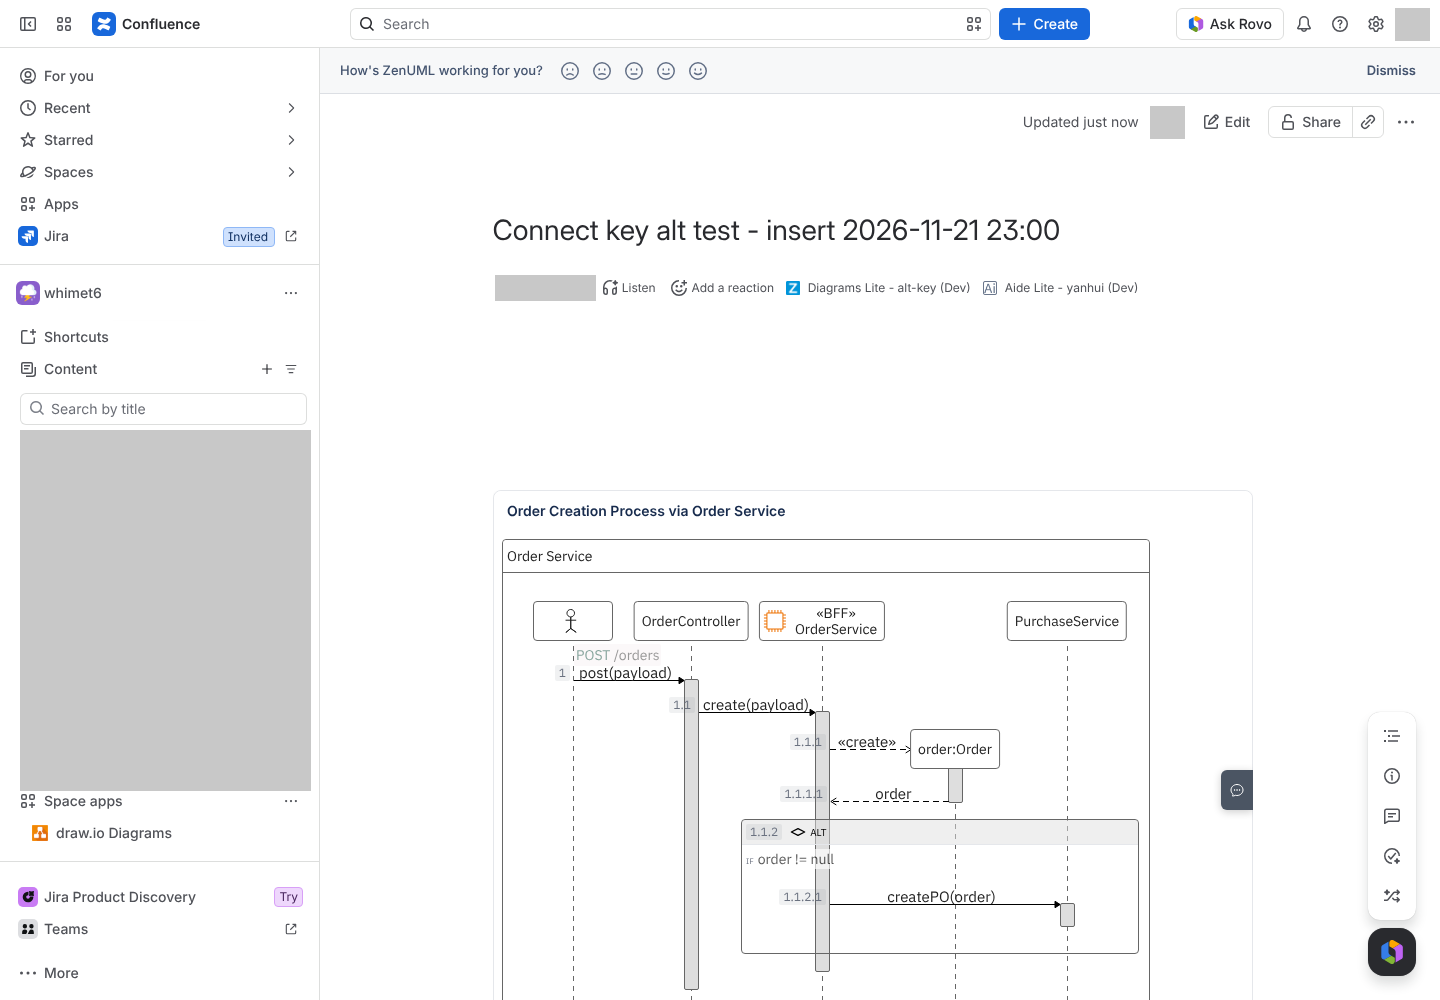 Confluence
Search
Create
Ask Rovo
For you
Recent
Starred
Spaces
Apps
Jira
Invited
whimet6
Shortcuts
Content
Search by title
Space apps
draw.io Diagrams
Jira Product Discovery
Try
Teams
More
How's ZenUML working for you?
Dismiss
Updated just now
Edit
Share
Connect key alt test - insert 2026-11-21 23:00
Listen
Add a reaction
Diagrams Lite - alt-key (Dev)
Aide Lite - yanhui (Dev)
Order Creation Process via Order Service
Order Service
OrderController
«BFF»
OrderService
PurchaseService
POST /orders
1
post(payload)
1.1
create(payload)
1.1.1
«create»
order:Order
1.1.1.1
order
1.1.2
ALT
IF order != null
1.1.2.1
createPO(order)